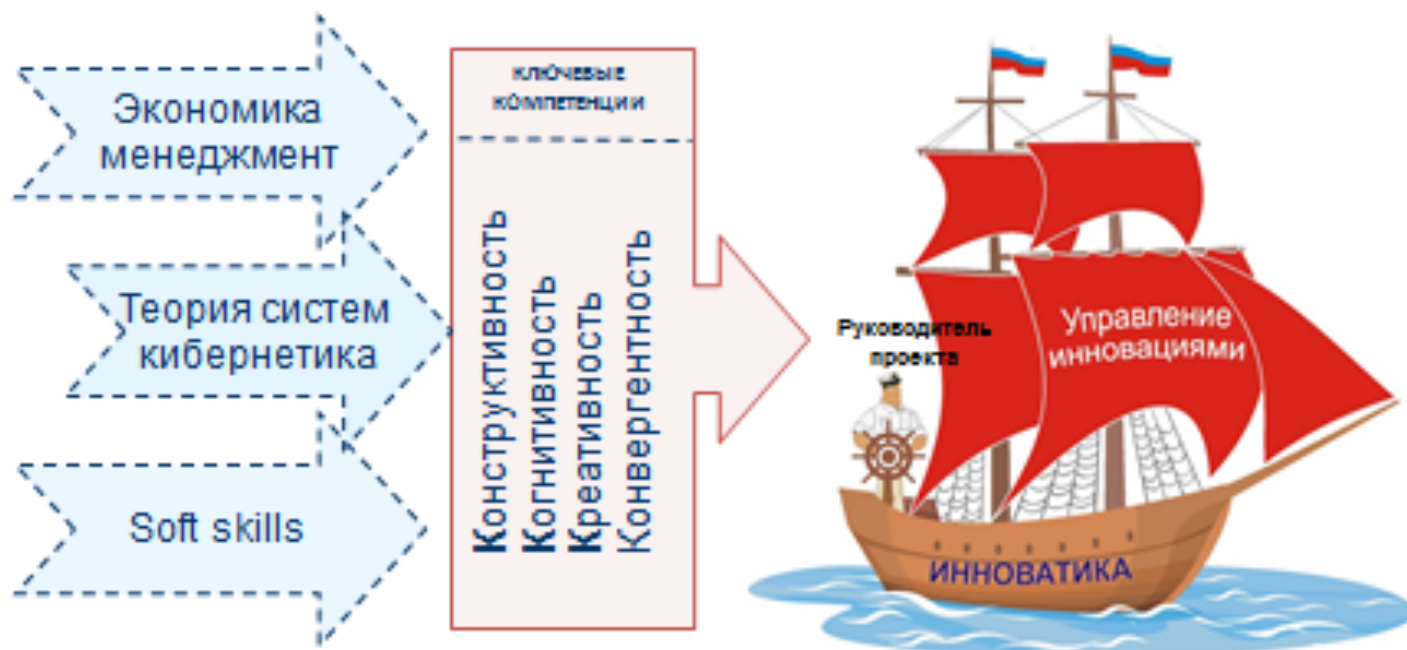 Экономика
менеджмент
Теория систем
кибернетика
Soft skills
КЛЮЧЕВЫЕ
КОМПЕТЕНЦИИ
Конструктивность
Когнитивность
Креативность
Конвергентность
Руководитель
проекта
Управление
инновациями
ИННОВАТИКА